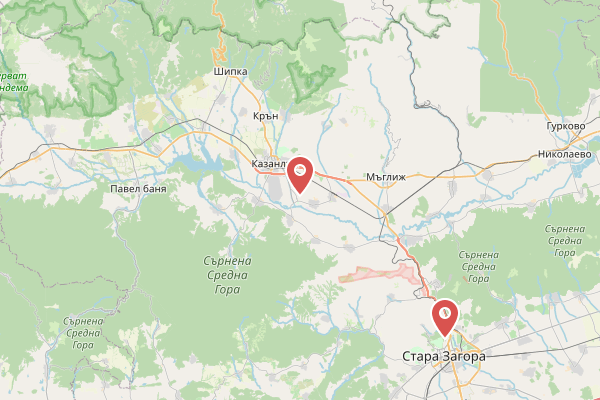 Шипка
Крън
Гурково
Николаево
Мъглиж
Павел баня
Сърнена
Средна
Гора
Сърнена
Средна
Гора
Сърнена
Средна
Гора
Сърнена
Средна
Гора
Стара Загора